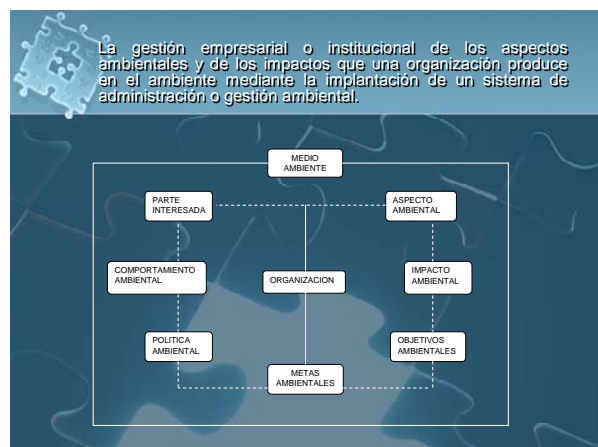 La gestión empresarial o institucional de los aspectos
ambientales y de los impactos que una organización produce
en el ambiente mediante la implantación de un sistema de
administración o gestión ambiental.
MEDIO
AMBIENTE
PARTE
INTERESADA
ASPECTO
AMBIENTAL
COMPORTAMIENTO
AMBIENTAL
ORGANIZACION
IMPACTO
AMBIENTAL
POLITICA
AMBIENTAL
OBJETIVOS
AMBIENTALES
METAS
AMBIENTALES